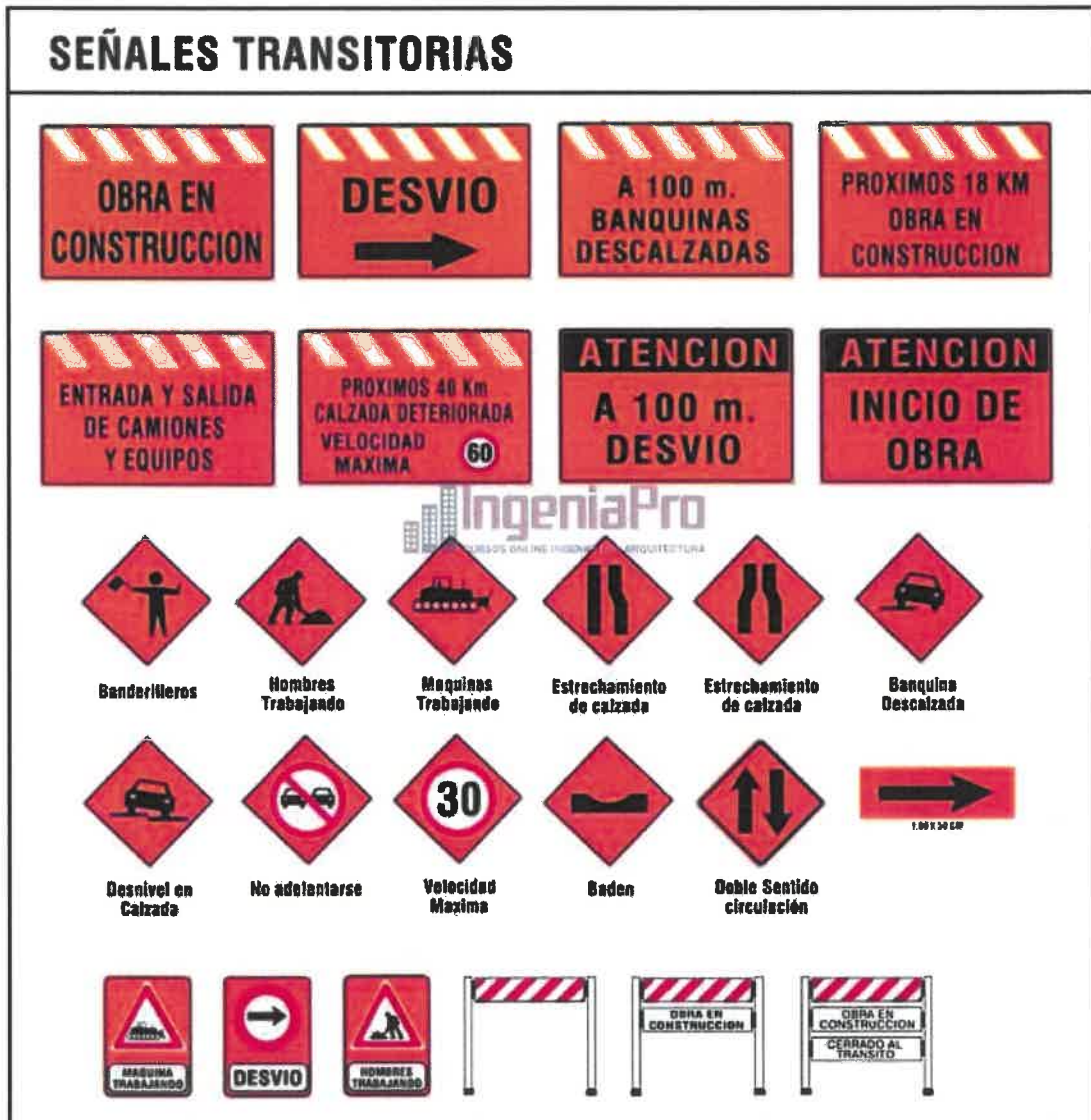 SEÑALES TRANSITORIAS
OBRA EN
CONSTRUCCION
DESVIO
A 100 m.
BANQUINAS
DESCALZADAS
PROXIMOS 18 KM
OBRA EN
CONSTRUCCION
ENTRADA Y SALIDA
DE CAMIONES
Y EQUIPOS
PROXIMOS 40 Km
CALZADA DETERIORADA
VELOCIDAD
MAXIMA
60
ATENCION
A 100 m.
DESVIO
ATENCION
INICIO DE
OBRA
IngeniaPro
CURSOS ONLINE ARQUITECTURA
Banderilleros
Hombres
Trabajando
Maquinas
Trabajando
Estrechamiento
de calzada
Estrechamiento
de calzada
Banquina
Descalzada
30
Desnivel en
Calzada
No adelantarse
Velocidad
Maxima
Baden
Doble Sentido
circulación
MAQUINA
TRABAJANDO
DESVIO
HOMBRES
TRABAJANDO
OBRA EN
CONSTRUCCION
OBRA EN
CONSTRUCCION
CERRADO AL
TRANSITO